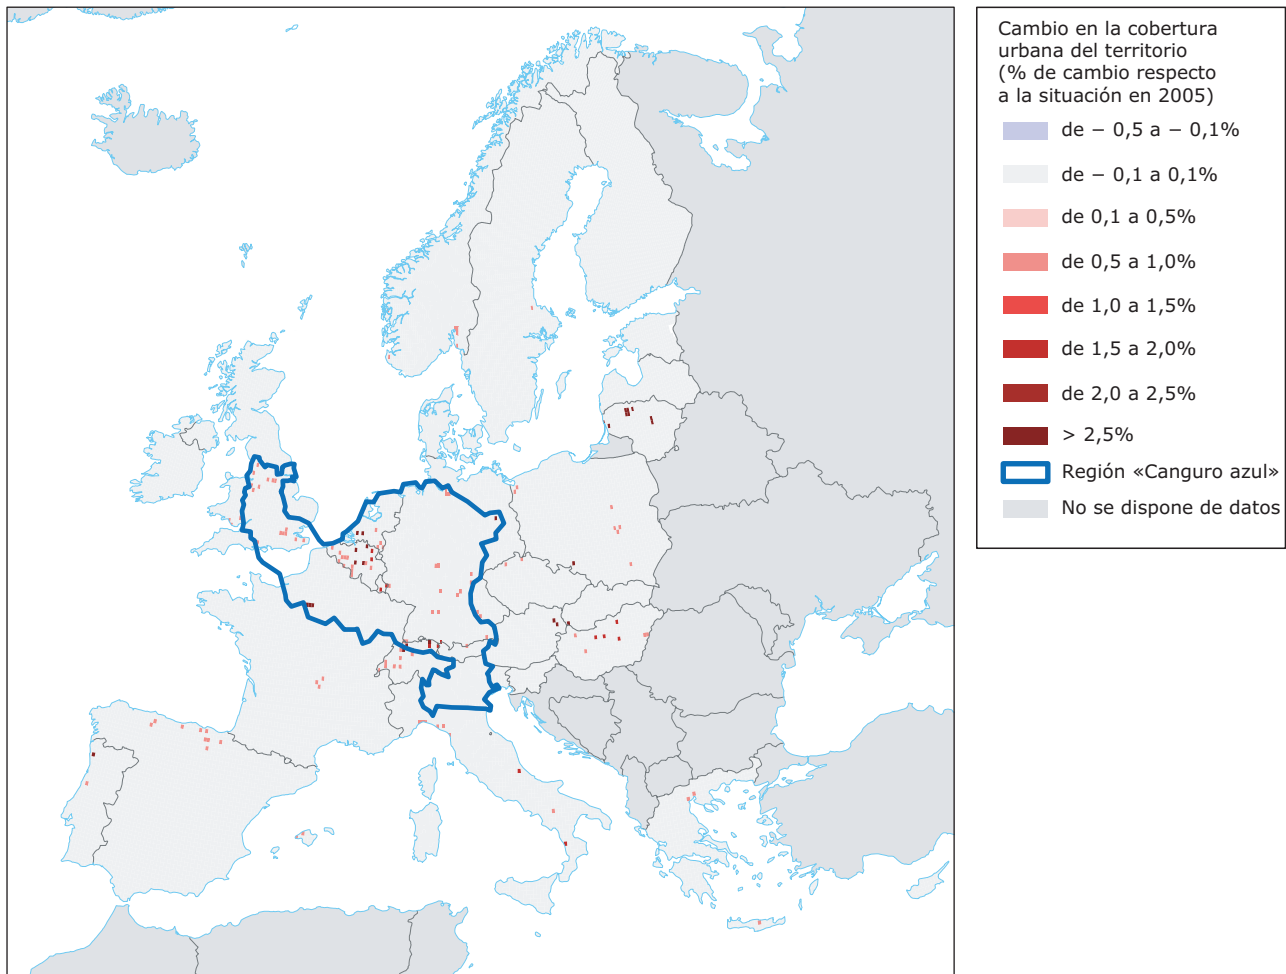 Cambio en la cobertura
urbana del territorio
(% de cambio respecto
a la situación en 2005)
de − 0,5 a − 0,1%
de − 0,1 a 0,1%
de 0,1 a 0,5%
de 0,5 a 1,0%
de 1,0 a 1,5%
de 1,5 a 2,0%
de 2,0 a 2,5%
> 2,5%
Región «Canguro azul»
No se dispone de datos